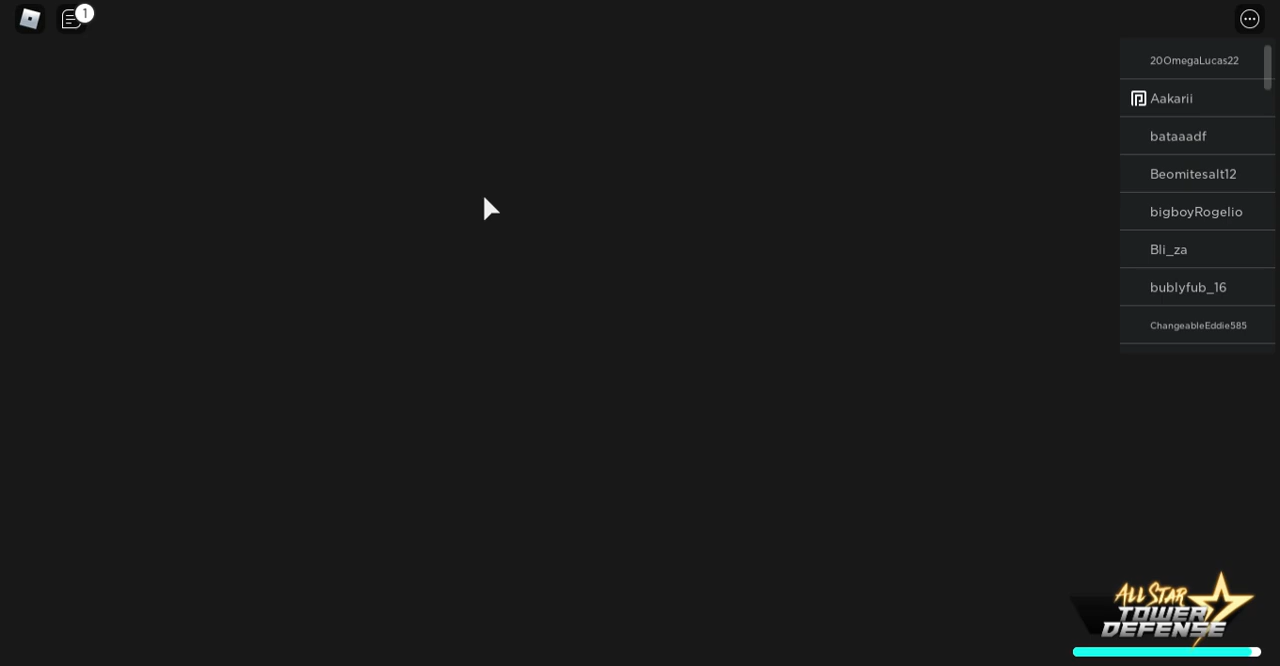 1
20OmegaLucas22
Aakarii
bataaadf
Beomitesalt12
bigboyRogelio
Bli_za
bublyfub_16
ChangeableEddie585
ALL STAR
TOWER
DEFENSE